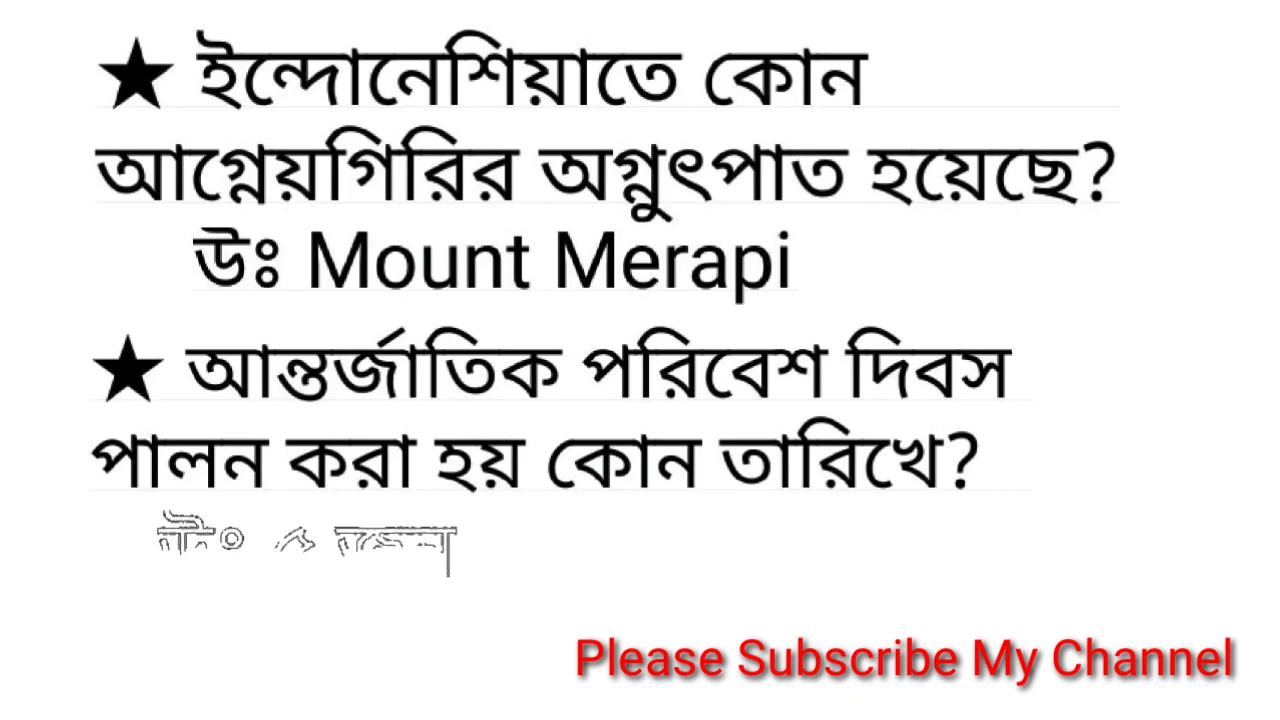 ★ ইন্দোনেশিয়াতে কোন
আগ্নেয়গিরির অগ্নুৎপাত হয়েছে?
উঃ Mount Merapi
★ আন্তর্জাতিক পরিবেশ দিবস
পালন করা হয় কোন তারিখে?
Please Subscribe My Channel